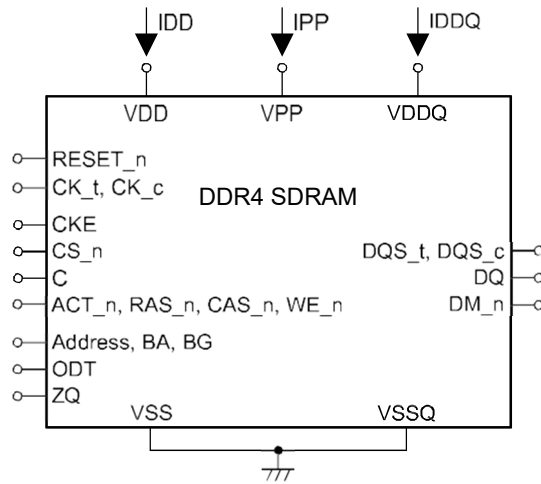 IDD
IPP
IDDQ
VDD
VPP
VDDQ
RESET_n
CK_t, CK_c
DDR4 SDRAM
CKE
CS_n
DQS_t, DQS_c
C
DQ
ACT_n, RAS_n, CAS_n, WE_n
DM_n
Address, BA, BG
ODT
ZQ
VSS
VSSQ